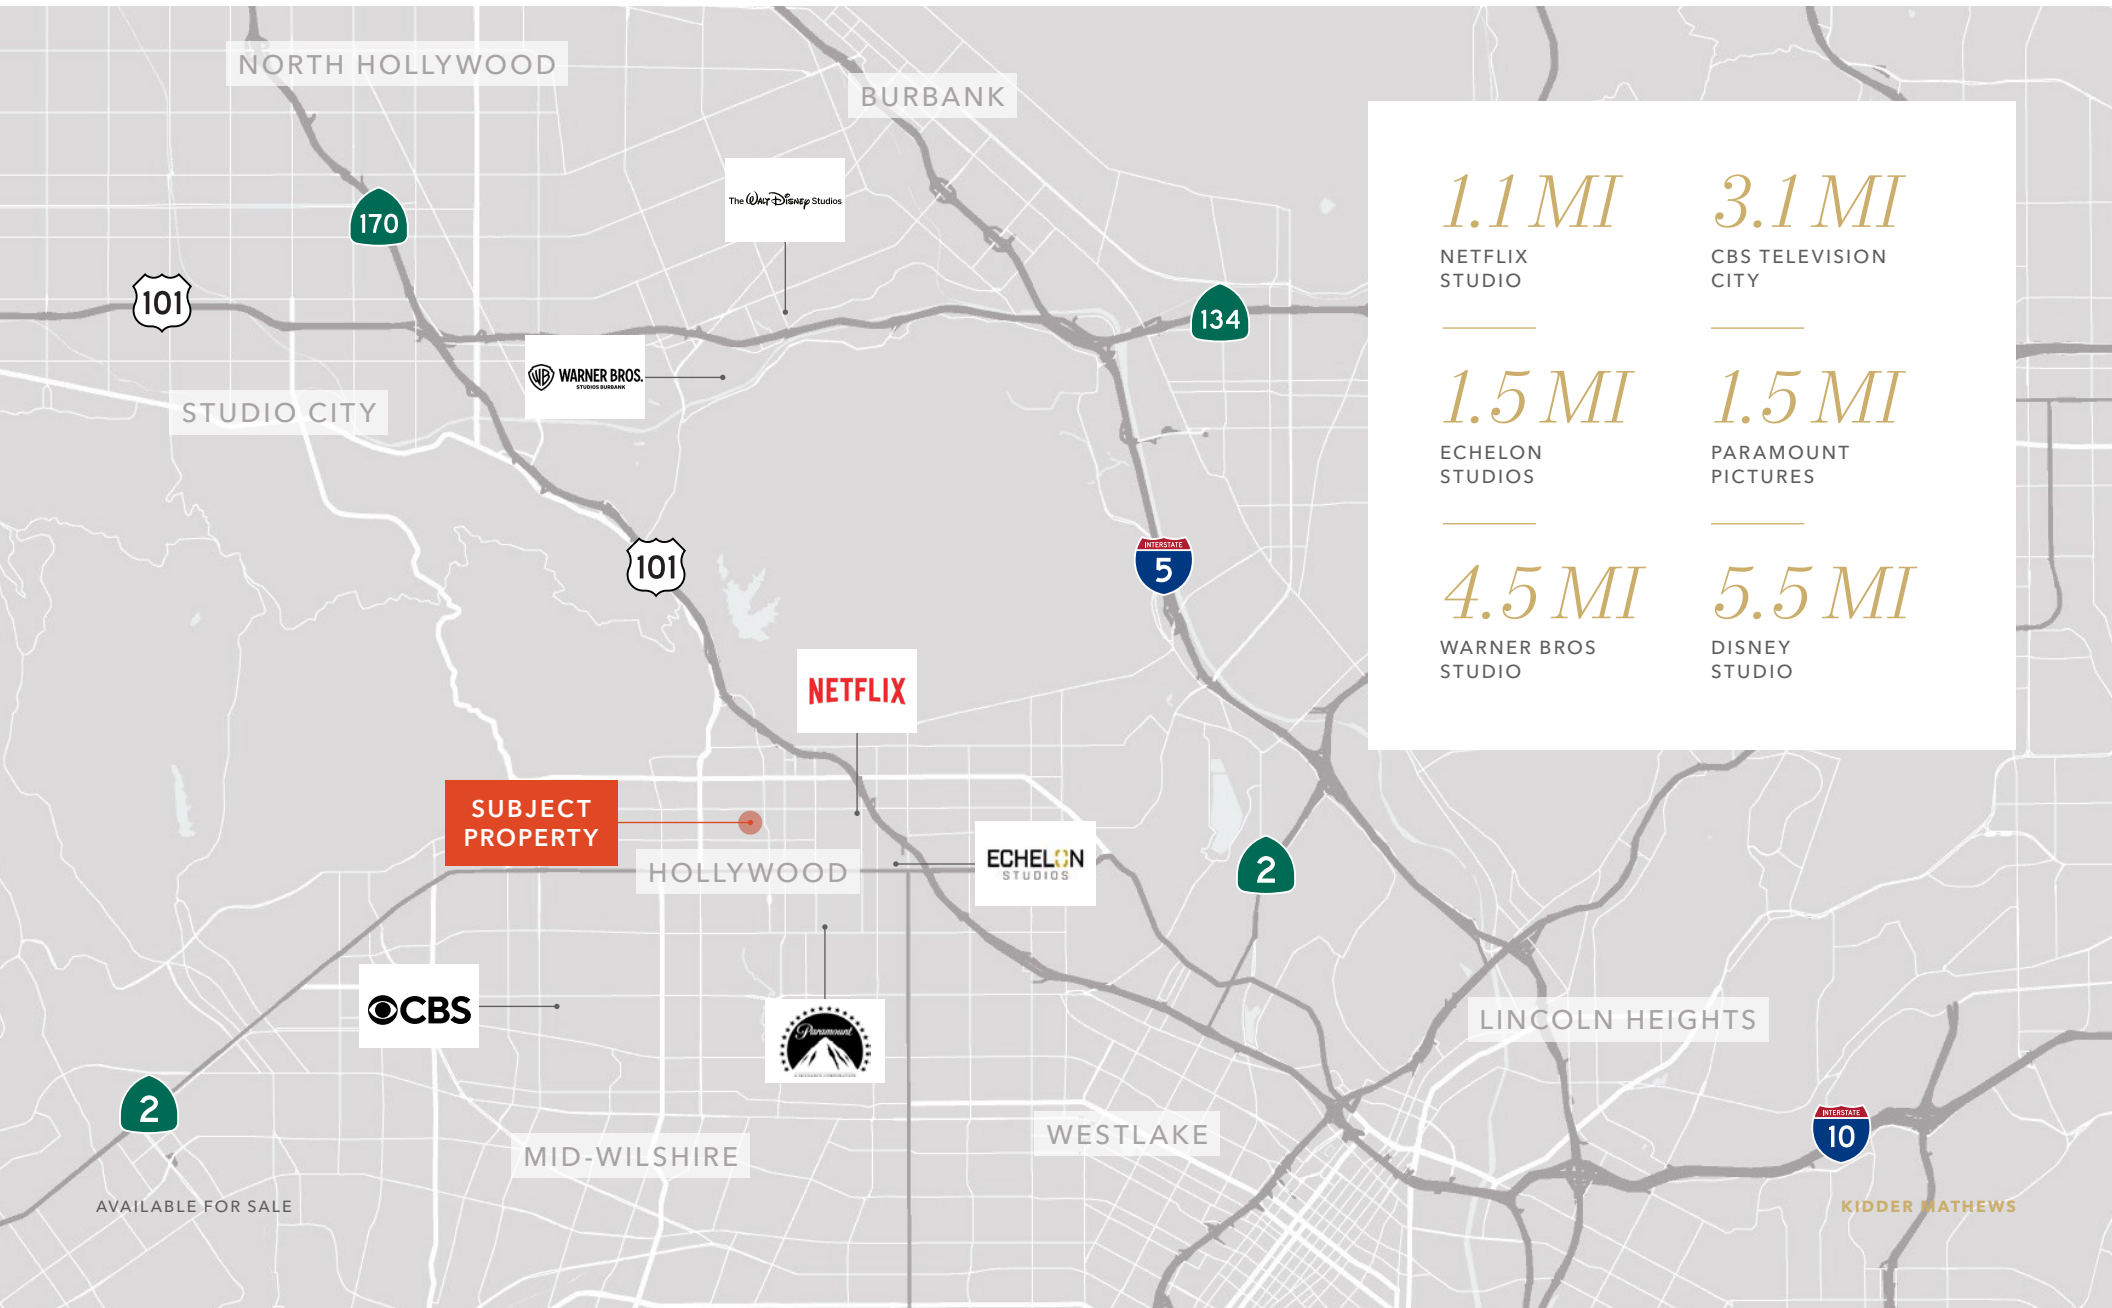 NORTH HOLLYWOOD
BURBANK
The Walt Disney Studios
170
101
134
WARNER BROS.
STUDIOS BURBANK
STUDIO CITY
101
INTERSTATE
5
NETFLIX
SUBJECT
PROPERTY
HOLLYWOOD
ECHELON
STUDIOS
2
CBS
Paramount
LINCOLN HEIGHTS
2
MID-WILSHIRE
WESTLAKE
INTERSTATE
10
1.1 MI
NETFLIX
STUDIO
3.1 MI
CBS TELEVISION
CITY
1.5 MI
ECHELON
STUDIOS
1.5 MI
PARAMOUNT
PICTURES
4.5 MI
WARNER BROS
STUDIO
5.5 MI
DISNEY
STUDIO
AVAILABLE FOR SALE
KIDDER MATHEWS